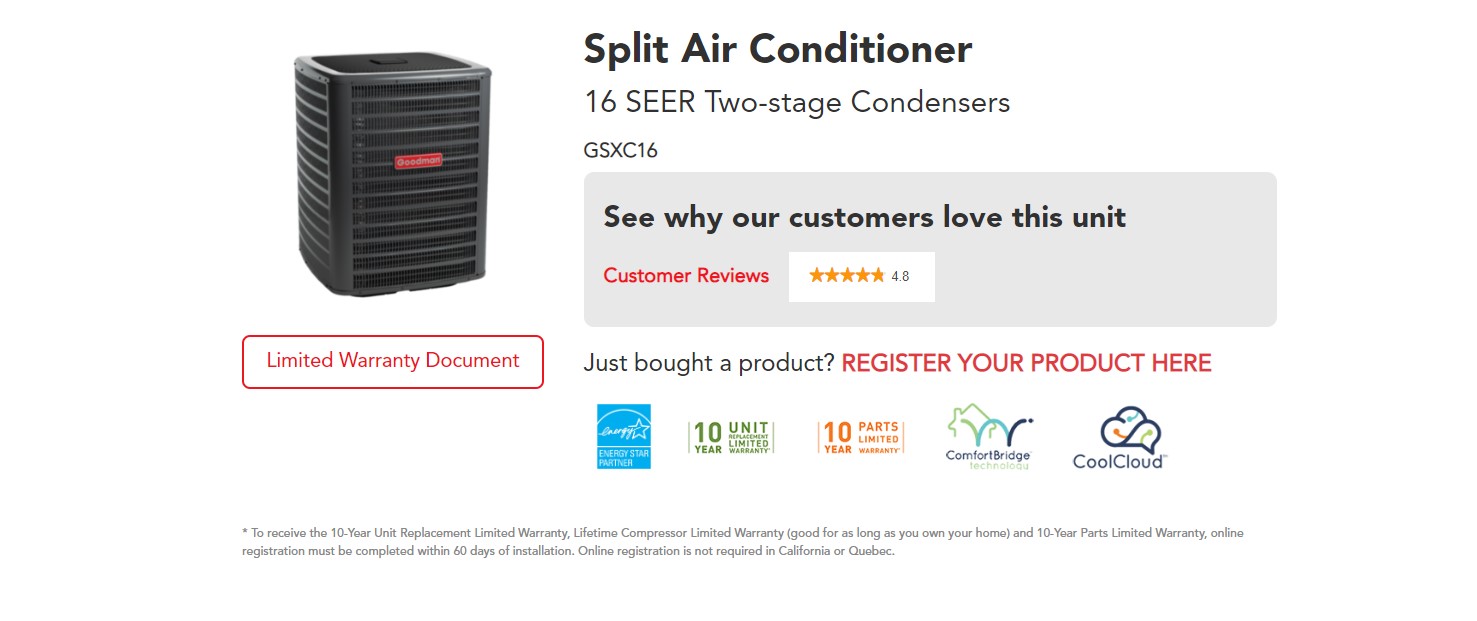 Split Air Conditioner
16 SEER Two-stage Condensers
GSXC16
Goodman
See why our customers love this unit
Customer Reviews
4.8
Limited Warranty Document
Just bought a product? REGISTER YOUR PRODUCT HERE
energy
ENERGY STAR
PARTNER
10 YEAR
UNIT
REPLACEMENT
LIMITED
WARRANTY*
10 YEAR
PARTS
LIMITED
WARRANTY*
ComfortBridge™
technology
CoolCloud℠
* To receive the 10-Year Unit Replacement Limited Warranty, Lifetime Compressor Limited Warranty (good for as long as you own your home) and 10-Year Parts Limited Warranty, online
registration must be completed within 60 days of installation. Online registration is not required in California or Quebec.